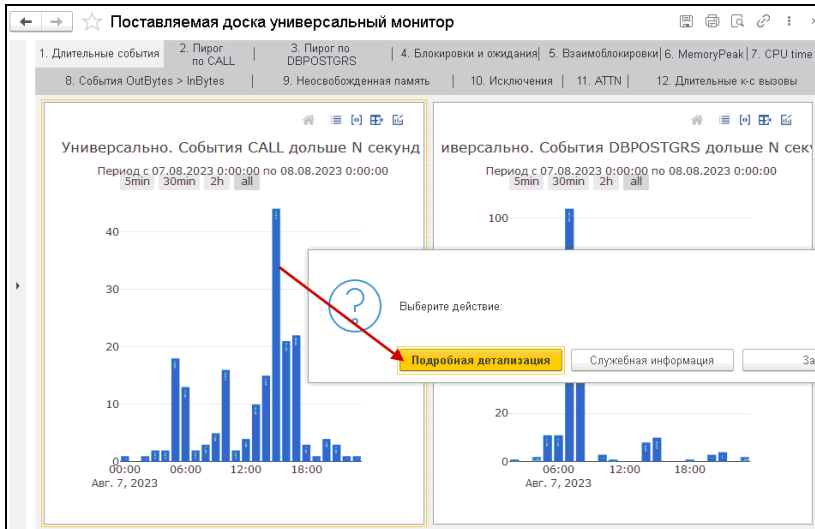 Поставляемая доска универсальный монитор
1. Длительные события
2. Пирог по CALL
3. Пирог по DBPOSTGRS
4. Блокировки и ожидания
5. Взаимоблокировки
6. MemoryPeak
7. CPU time
8. События OutBytes > InBytes
9. Неосвобожденная память
10. Исключения
11. ATTN
12. Длительные к-с вызовы
Универсально. События CALL дольше N секунд
Период с 07.08.2023 0:00:00 по 08.08.2023 0:00:00
5min 30min 2h all
40
30
20
10
0
00:00 06:00 12:00 18:00
Авг. 7, 2023
иверсально. События DBPOSTGRS дольше N сек
Период с 07.08.2023 0:00:00 по 08.08.2023 0:00:00
5min 30min 2h all
100
20
0
06:00 12:00 18:00
Авг. 7, 2023
Выберите действие:
Подробная детализация
Служебная информация
За